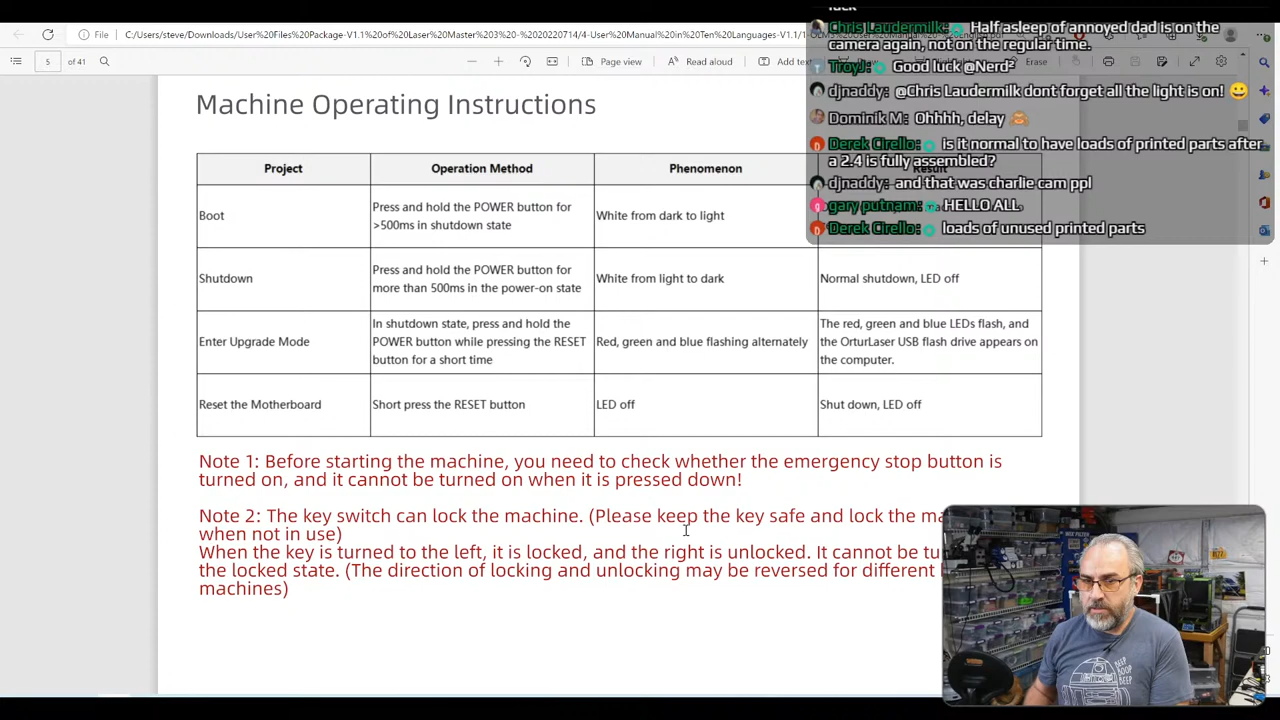 File
C:/Users/steve/Downloads/User%20Files%20Package-V1.1%20of%20Laser%20Master%203%20-%2020220714/4-User%20Manual%20in%20Ten%20Languages-V1.1/1-
5 of 41
Page view
Read aloud
Add text
Erase
luck
Chris Laudermilk: Half asleep of annoyed dad is on the
camera again, not on the regular time.
TroyJ: Good luck @Nerd?
djnaddy: @Chris Laudermilk dont forget all the light is on! 😀
Dominik M: Ohhhh, delay 🙈
Derek Cirello: is it normal to have loads of printed parts after
a 2.4 is fully assembled?
djnaddy: and that was charlie cam ppl
gary putnam: HELLO ALL.
Derek Cirello: loads of unused printed parts
Machine Operating Instructions
Project Operation Method Phenomenon Result
Boot
Press and hold the POWER button for
>500ms in shutdown state
White from dark to light
Shutdown
Press and hold the POWER button for
more than 500ms in the power-on state
White from light to dark
Normal shutdown, LED off
Enter Upgrade Mode
In shutdown state, press and hold the
POWER button while pressing the RESET
button for a short time
Red, green and blue flashing alternately
The red, green and blue LEDs flash, and
the OrturLaser USB flash drive appears on
the computer.
Reset the Motherboard
Short press the RESET button
LED off
Shut down, LED off
Note 1: Before starting the machine, you need to check whether the emergency stop button is
turned on, and it cannot be turned on when it is pressed down!
Note 2: The key switch can lock the machine. (Please keep the key safe and lock the ma
when not in use)
When the key is turned to the left, it is locked, and the right is unlocked. It cannot be tu
the locked state. (The direction of locking and unlocking may be reversed for different
machines)
BEEP
BOOP
BEEP